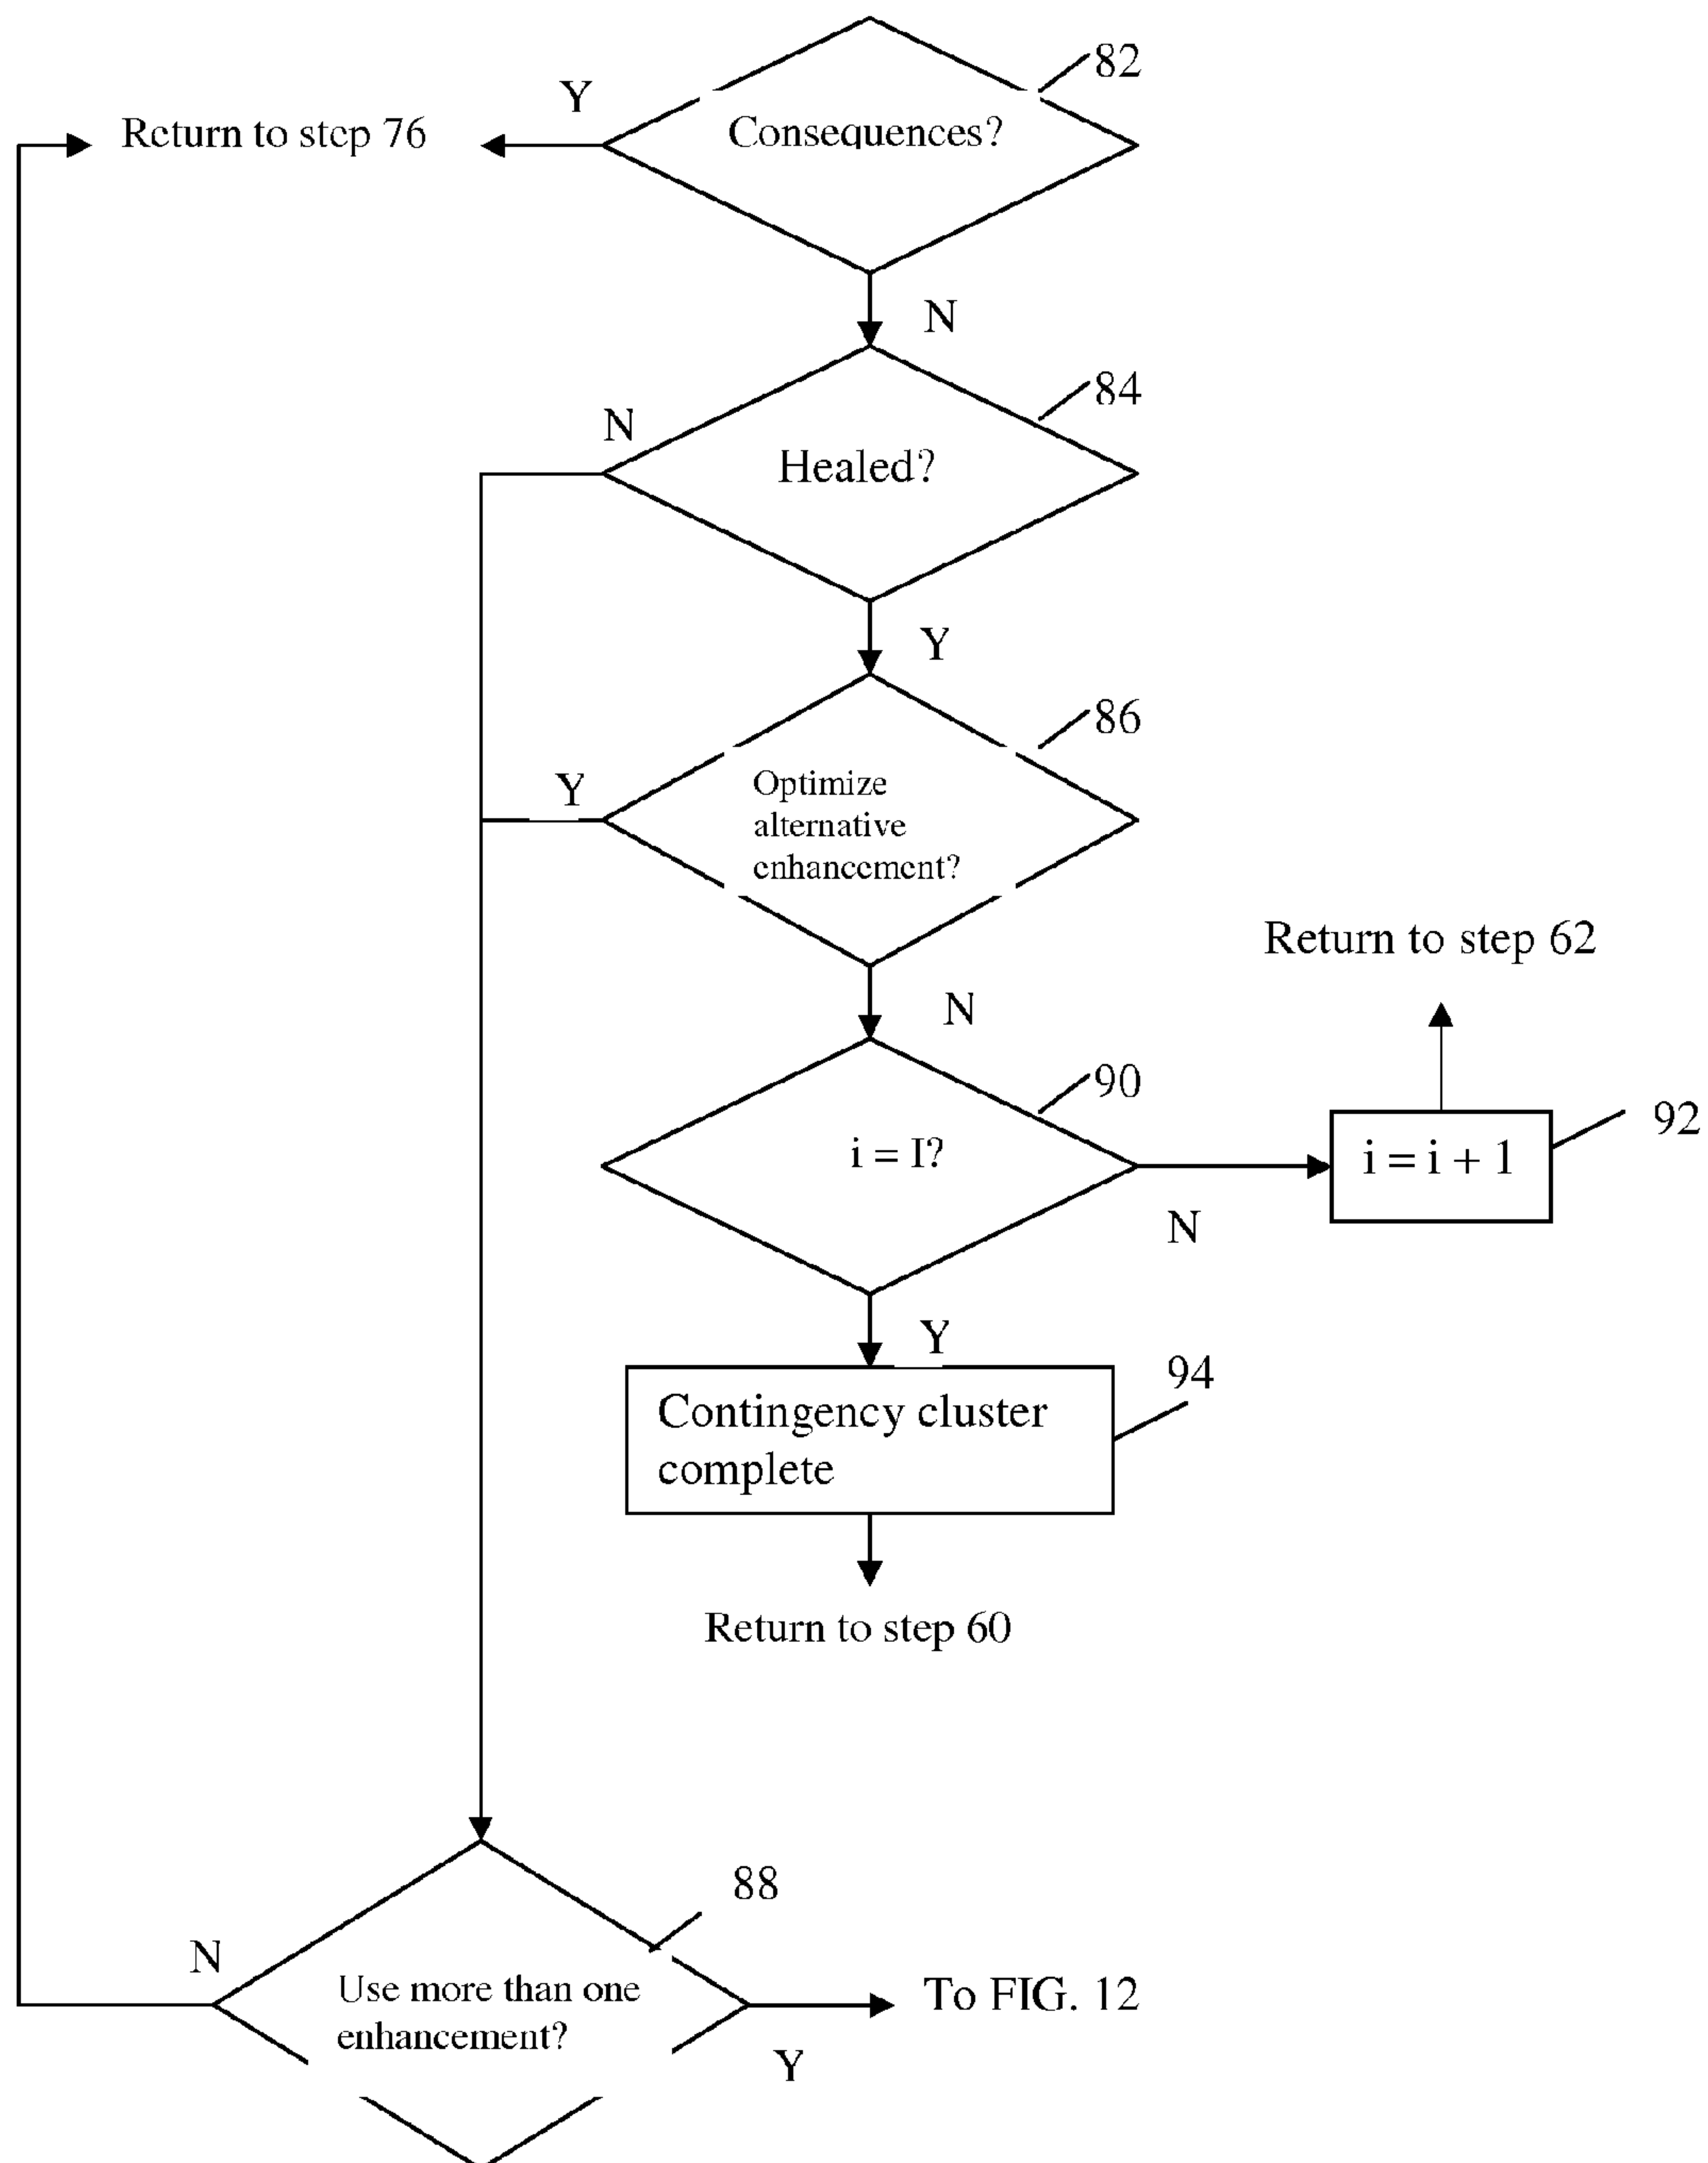 82
Y
Return to step 76
Consequences?
N
84
N
Healed?
Y
86
Y
Optimize
alternative
enhancement?
Return to step 62
N
90
92
i = I?
i = i + 1
N
Y
94
Contingency cluster
complete
Return to step 60
88
N
Use more than one
enhancement?
To FIG. 12
Y